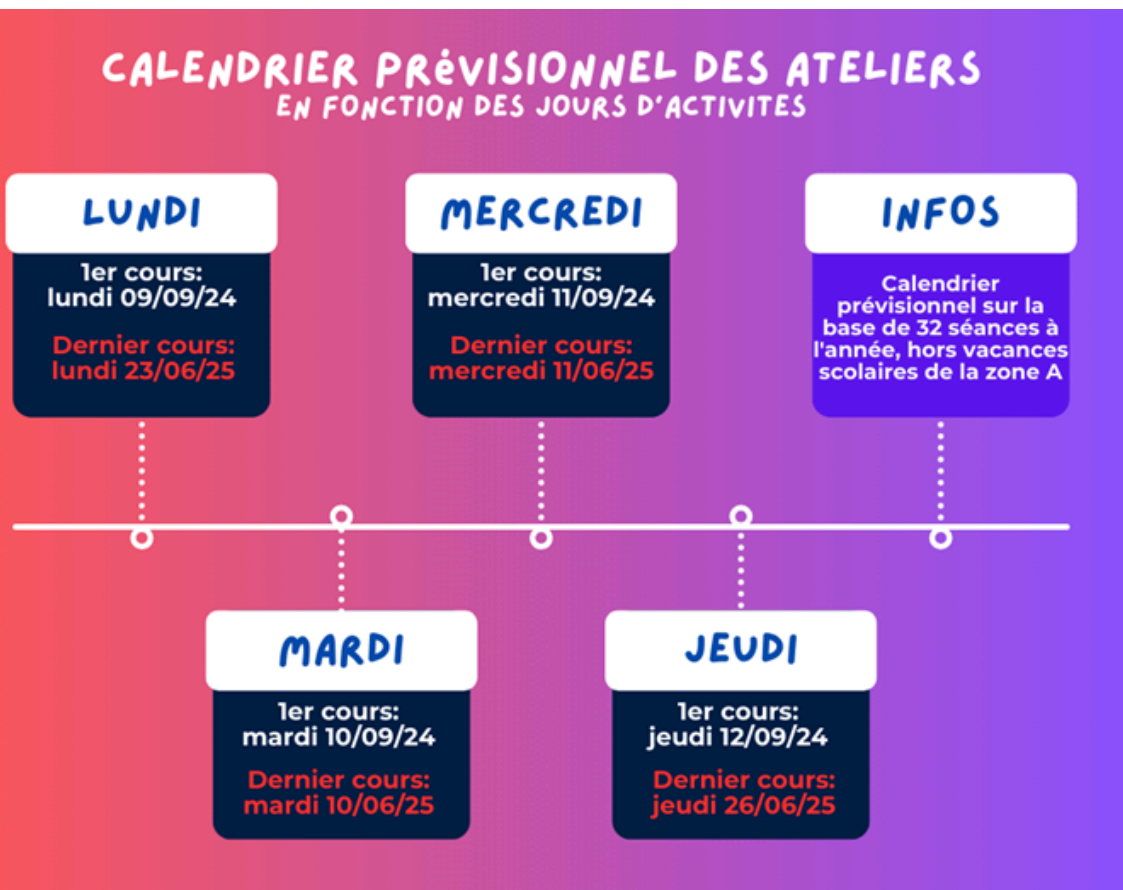 CALENDRIER PRéVISIONNEL DES ATELIERS
EN FONCTION DES JOURS D'ACTIVITES
LUNDI
1er cours:
lundi 09/09/24
Dernier cours:
lundi 23/06/25
MERCREDI
1er cours:
mercredi 11/09/24
Dernier cours:
mercredi 11/06/25
INFOS
Calendrier
prévisionnel sur la
base de 32 séances à
l'année, hors vacances
scolaires de la zone A
MARDI
1er cours:
mardi 10/09/24
Dernier cours:
mardi 10/06/25
JEUDI
1er cours:
jeudi 12/09/24
Dernier cours:
jeudi 26/06/25